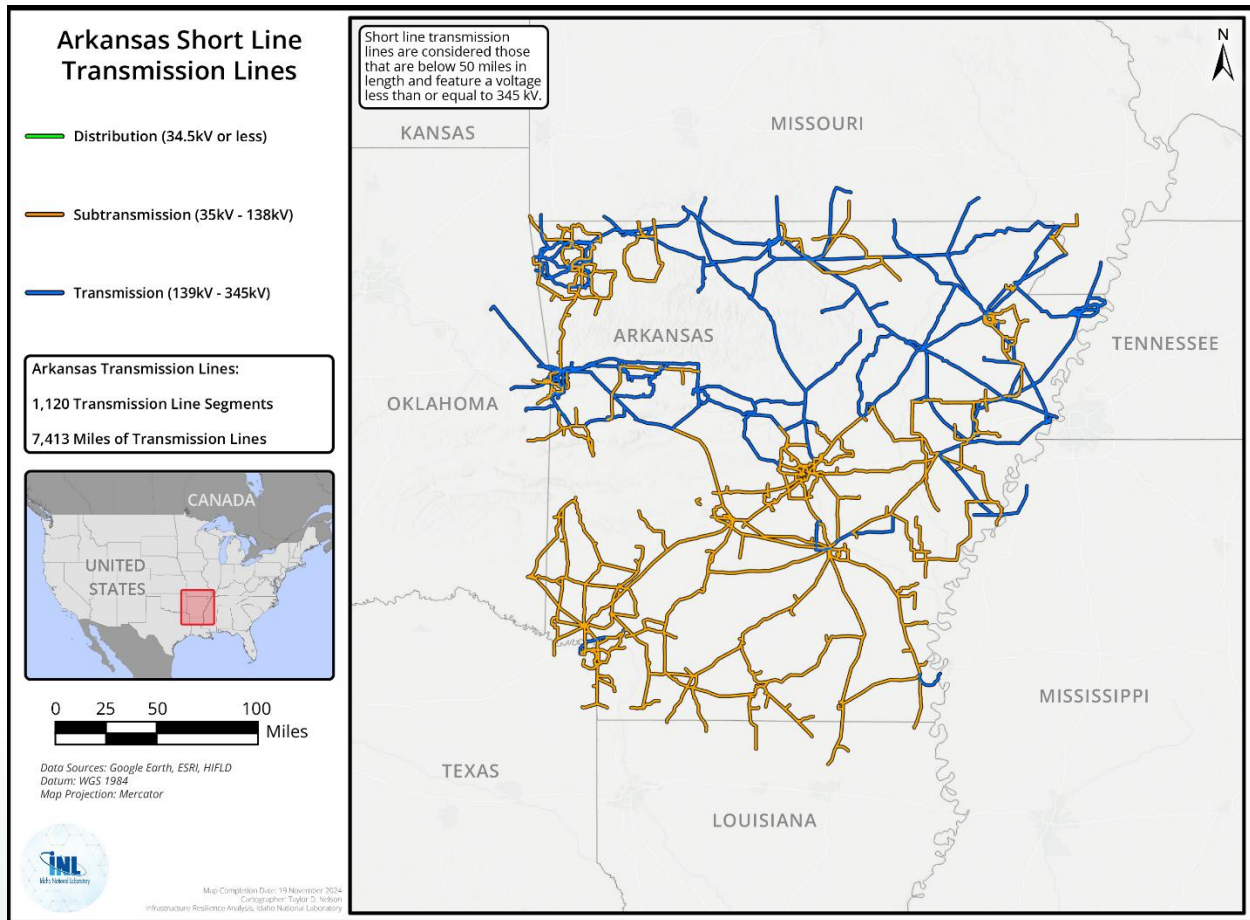 Arkansas Short Line
Transmission Lines
Distribution (34.5kV or less)
Subtransmission (35kV - 138kV)
Transmission (139kV - 345kV)
Arkansas Transmission Lines:
1,120 Transmission Line Segments
7,413 Miles of Transmission Lines
CANADA
UNITED
STATES
0 25 50 100
Miles
Data Sources: Google Earth, ESRI, HIFLD
Datum: WGS 1984
Map Projection: Mercator
INL
Idaho National Laboratory
Map Completion Date: 19 November 2024
Cartographer: Taylor D. Nelson
Infrastructure Resilience Analysis, Idaho National Laboratory
Short line transmission
lines are considered those
that are below 50 miles in
length and feature a voltage
less than or equal to 345 kV.
N
KANSAS
MISSOURI
ARKANSAS
TENNESSEE
OKLAHOMA
MISSISSIPPI
TEXAS
LOUISIANA